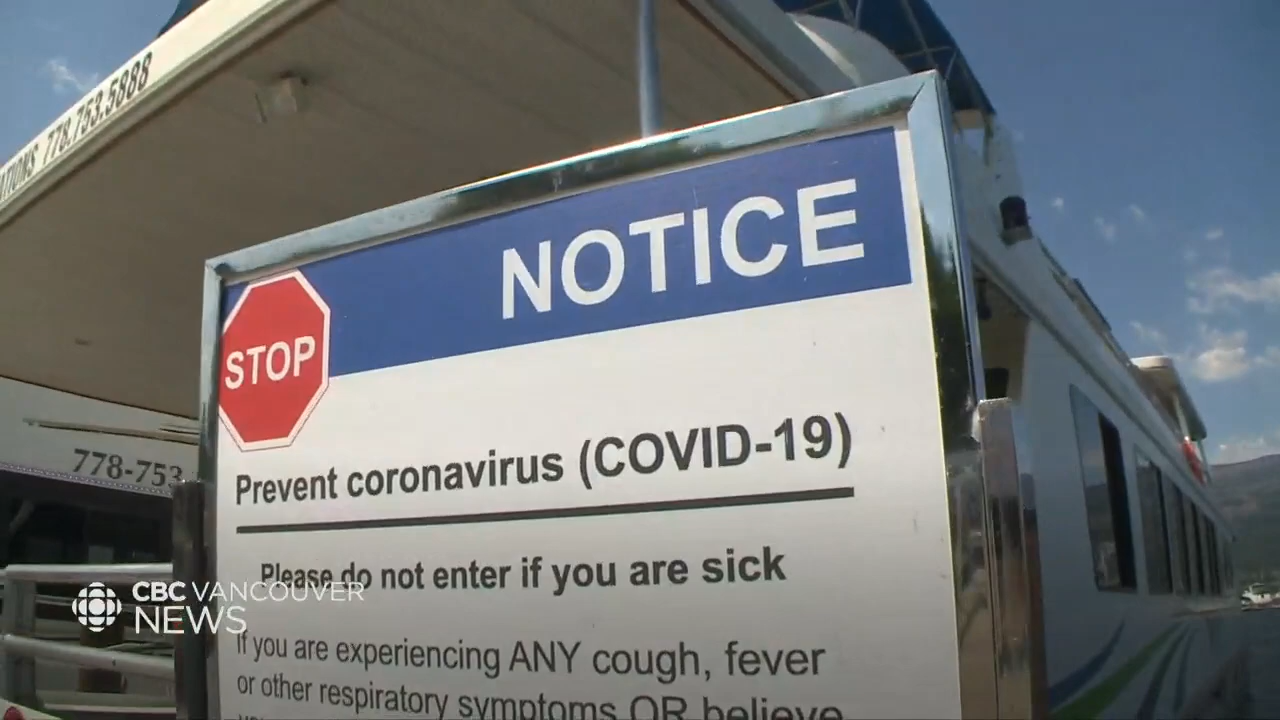 778.753.5888
NOTICE
STOP
Prevent coronavirus (COVID-19)
778-753
Please do not enter if you are sick
CBC VANCOUVER
NEWS
If you are experiencing ANY cough, fever
or other respiratory symptoms OR believe